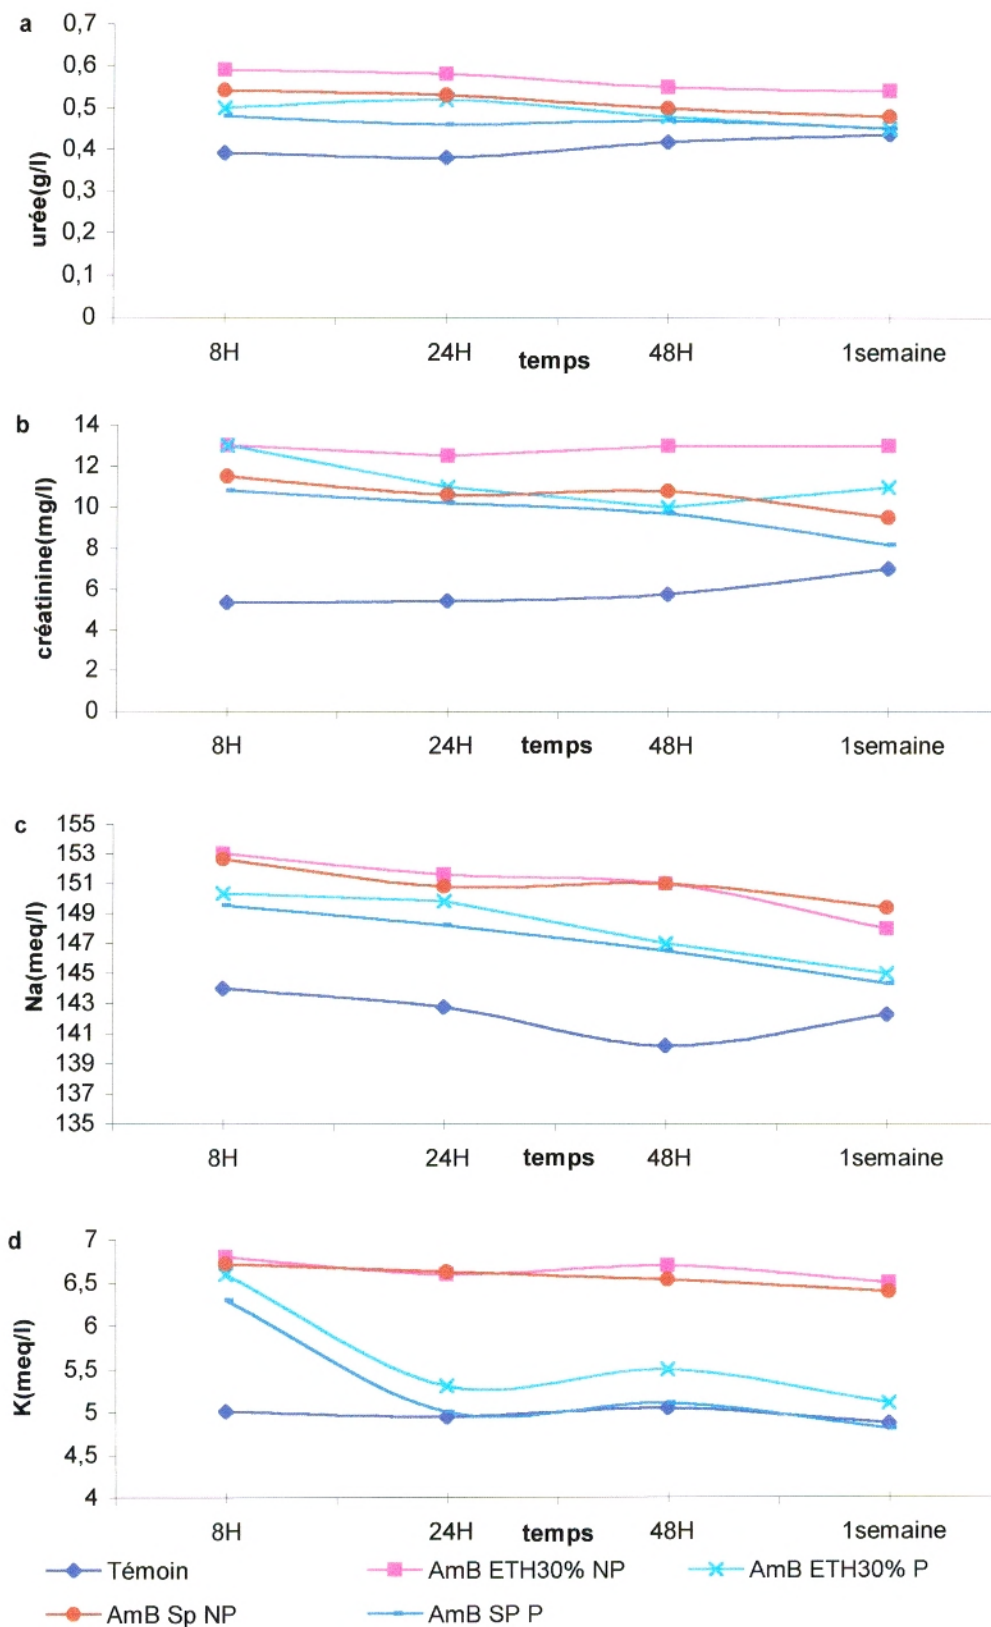 a
urée(g/l)
0,7
0,6
0,5
0,4
0,3
0,2
0,1
0
8H 24H temps 48H 1semaine
b
créatinine(mg/l)
14
12
10
8
6
4
2
0
8H 24H temps 48H 1semaine
c
Na(meq/l)
155
153
151
149
147
145
143
141
139
137
135
8H 24H temps 48H 1semaine
d
K(meq/l)
7
6,5
6
5,5
5
4,5
4
8H 24H temps 48H 1semaine
Témoin AmB ETH30% NP AmB ETH30% P
AmB Sp NP AmB SP P